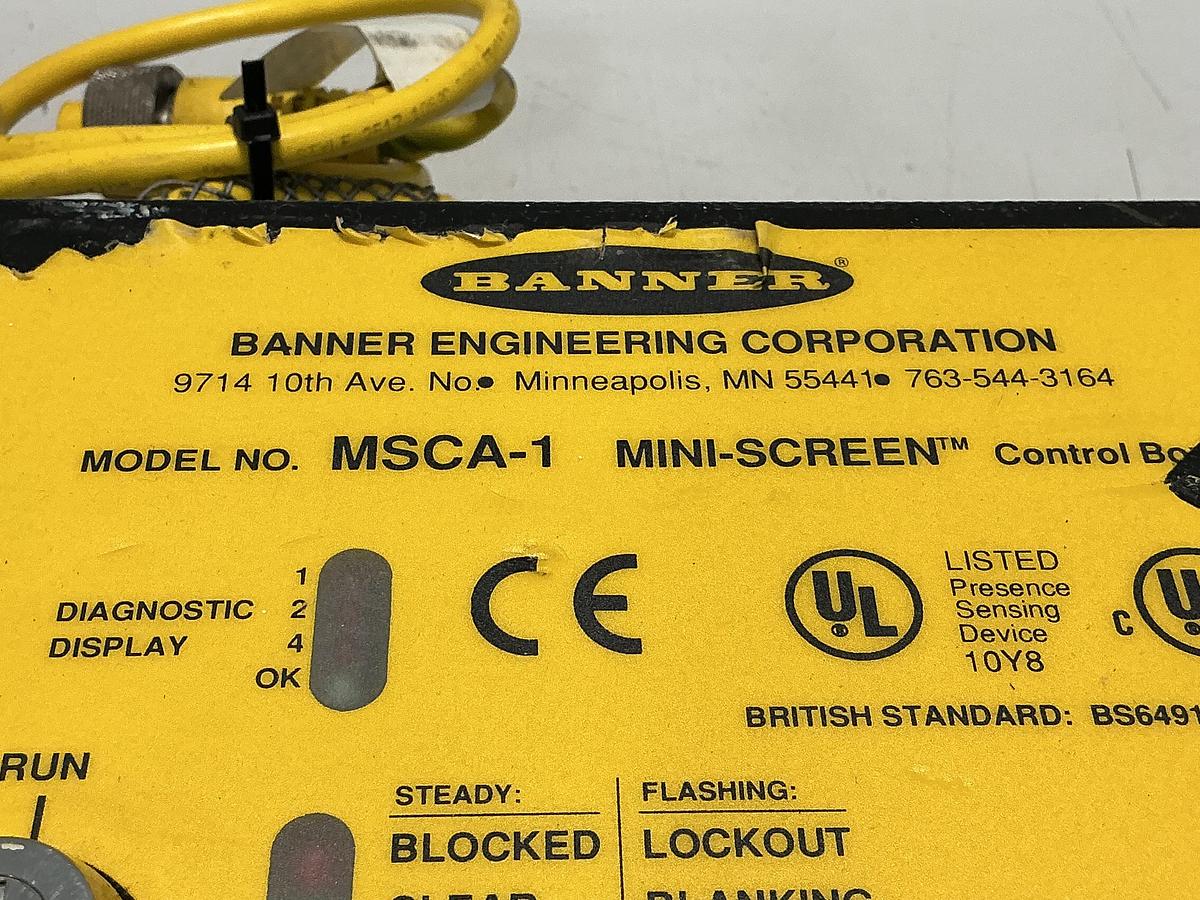 BANNER®
BANNER ENGINEERING CORPORATION
9714 10th Ave. No.● Minneapolis, MN 55441● 763-544-3164
MODEL NO. MSCA-1 MINI-SCREEN™ Control
DIAGNOSTIC DISPLAY
1
2
4
OK
CE
UL®
LISTED
Presence
Sensing
Device
10Y8
C
BRITISH STANDARD: BS6491
RUN
STEADY: FLASHING:
BLOCKED LOCKOUT
CLEAR BLANKING